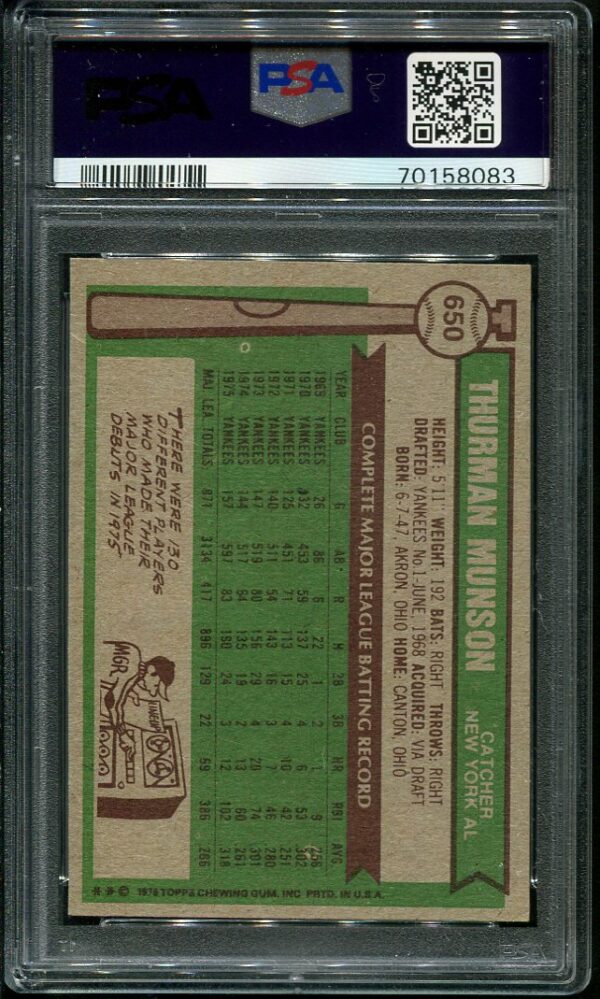 PSA
PSA
70158083
650
THURMAN MUNSON
CATCHER
NEW YORK AL
HEIGHT: 5'11" WEIGHT: 192 BATS: RIGHT THROWS: RIGHT
DRAFTED: YANKEES No.1-JUNE, 1968 ACQUIRED: VIA DRAFT
BORN: 6-7-47, AKRON, OHIO HOME: CANTON, OHIO
COMPLETE MAJOR LEAGUE BATTING RECORD
YEAR CLUB G AB R H 2B 3B HR RBI AVG.
1969 YANKEES 26 86 6 22 1 2 1 9 .256
1970 YANKEES 132 453 59 137 25 4 6 53 .302
1971 YANKEES 125 451 71 113 15 4 10 42 .251
1972 YANKEES 140 511 54 143 16 3 7 46 .280
1973 YANKEES 147 519 80 156 29 4 20 74 .301
1974 YANKEES 144 517 64 135 19 2 13 60 .261
1975 YANKEES 157 597 83 190 24 3 12 102 .318
MAJ. LEA. TOTALS 871 3134 417 896 129 22 69 386 .286
THERE WERE 130
DIFFERENT PLAYERS
WHO MADE THEIR
MAJOR LEAGUE
DEBUTS IN 1975
MGR
LINEUP
** © 1976 TOPPS CHEWING GUM, INC. PRTD. IN U.S.A.